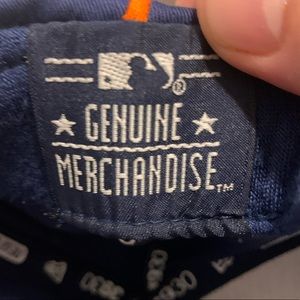 ®
★ GENUINE ★
MERCHANDISE™